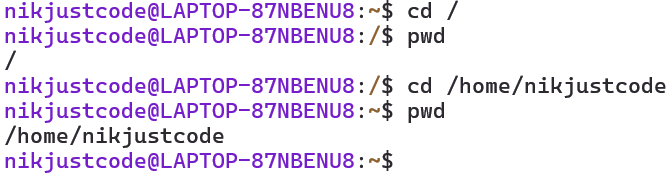 nikjustcode@LAPTOP-87NBENU8:~$ cd /
nikjustcode@LAPTOP-87NBENU8:/$ pwd
/
nikjustcode@LAPTOP-87NBENU8:/$ cd /home/nikjustcode
nikjustcode@LAPTOP-87NBENU8:~$ pwd
/home/nikjustcode
nikjustcode@LAPTOP-87NBENU8:~$